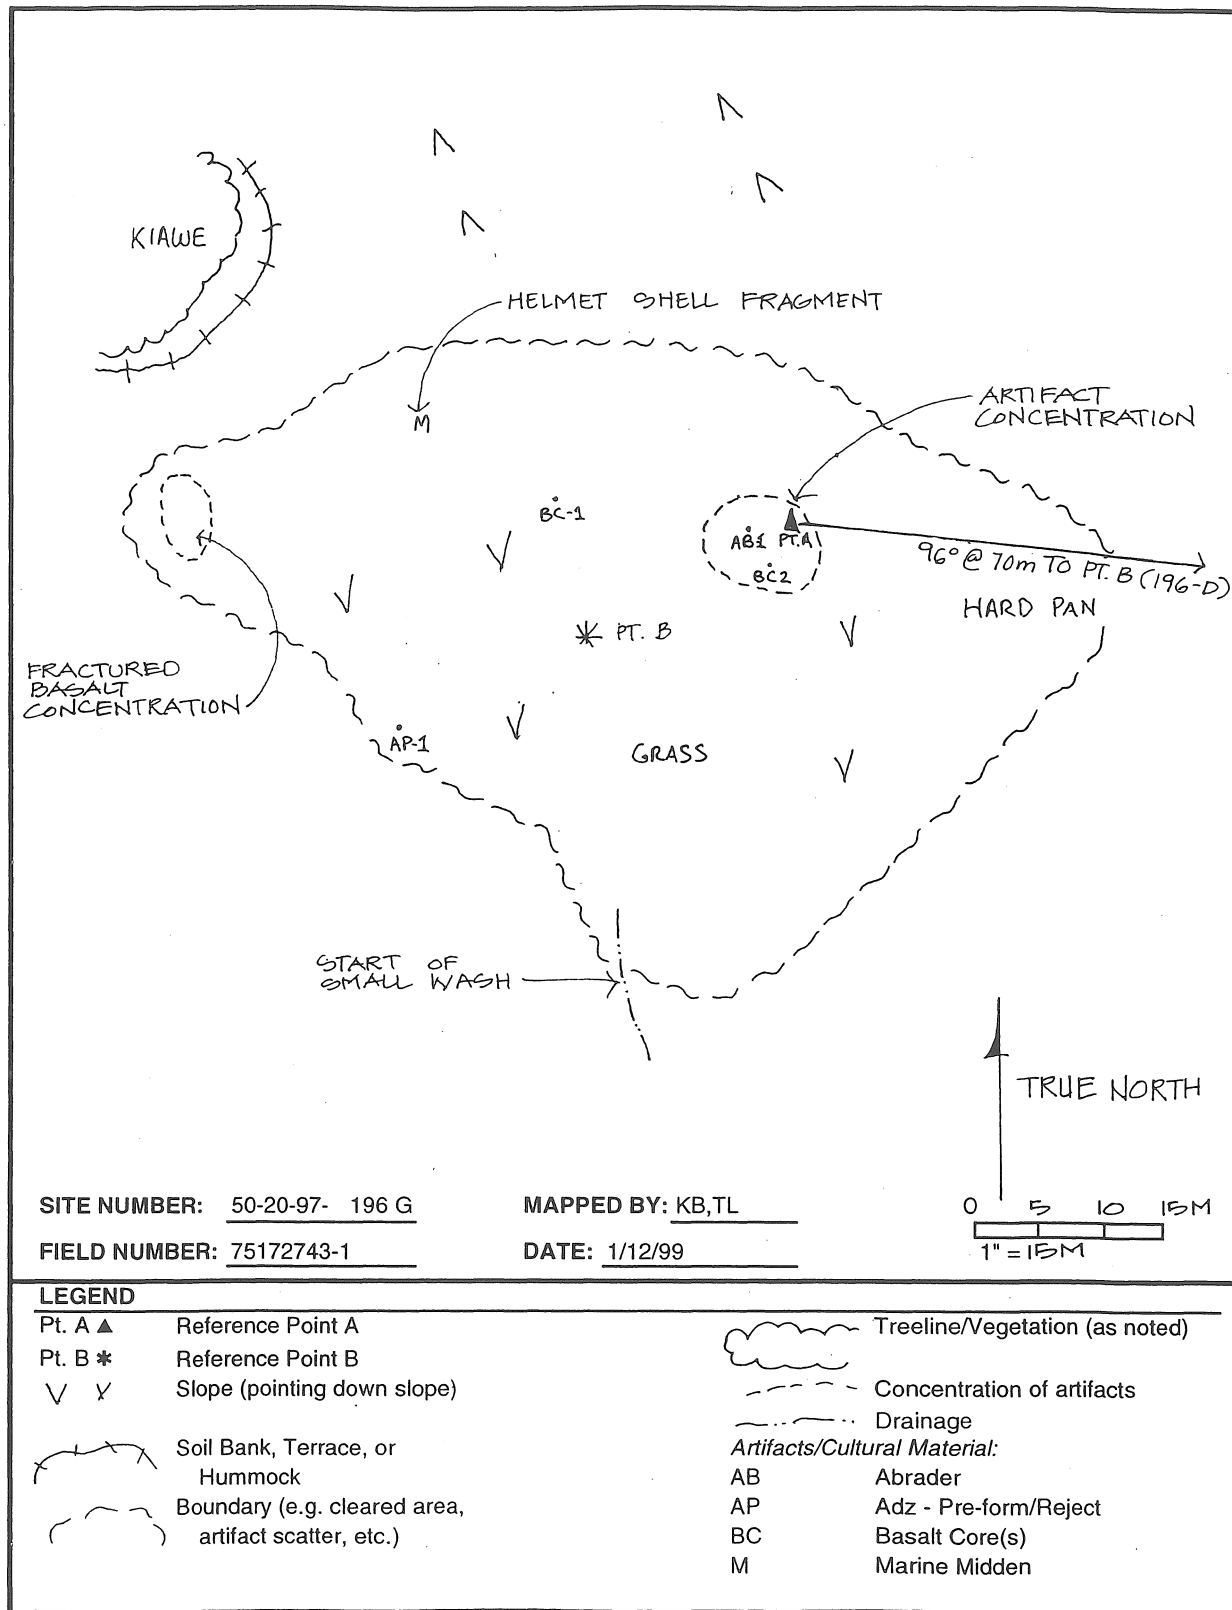 KIAWE
HELMET SHELL FRAGMENT
M
ARTIFACT
CONCENTRATION
BC-1
AB1 PT.A
BC2
96° @ 70m TO PT. B (196-D)
HARD PAN
PT. B
FRACTURED
BASALT
CONCENTRATION
AP-1
GRASS
START OF
SMALL WASH
TRUE NORTH
SITE NUMBER: 50-20-97- 196 G
MAPPED BY: KB,TL
0 5 10 15M
FIELD NUMBER: 75172743-1
DATE: 1/12/99
1" = 15M
LEGEND
Pt. A ▲ Reference Point A
Pt. B * Reference Point B
Slope (pointing down slope)
Soil Bank, Terrace, or
Hummock
Boundary (e.g. cleared area,
artifact scatter, etc.)
Treeline/Vegetation (as noted)
Concentration of artifacts
Drainage
Artifacts/Cultural Material:
AB Abrader
AP Adz - Pre-form/Reject
BC Basalt Core(s)
M Marine Midden